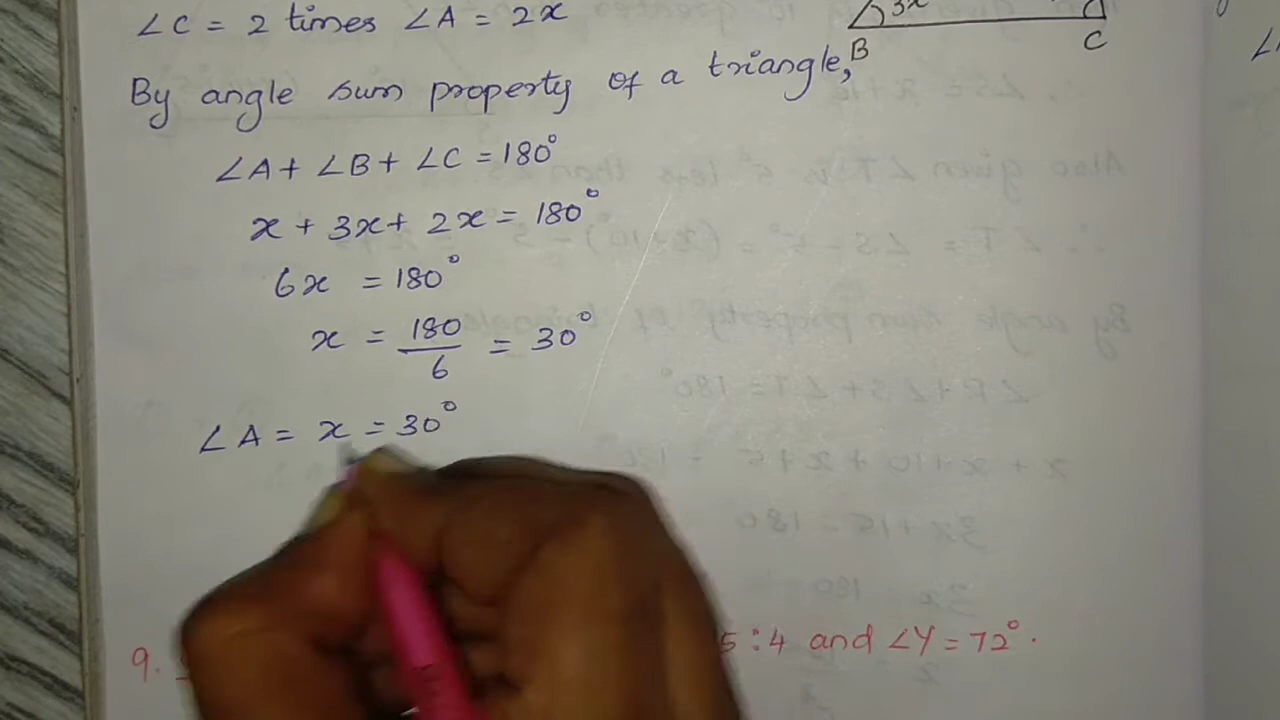 ∠C = 2 times ∠A = 2x
3x
B
C
By angle sum property of a triangle,
∠A + ∠B + ∠C = 180°
x + 3x + 2x = 180°
6x = 180°
x = 180/6 = 30°
∠A = x = 30°
9. 5 : 4 and ∠Y = 72°.